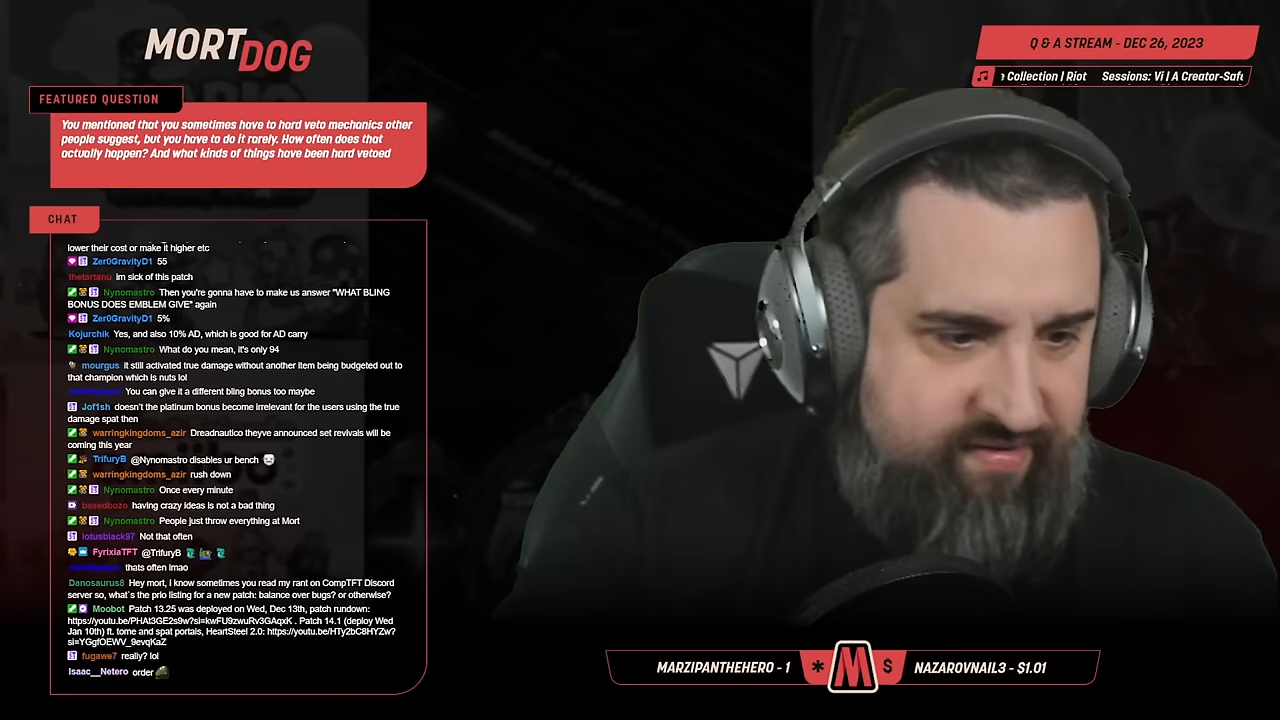 MORTDOG
Q & A STREAM - DEC 26, 2023
e Collection | Riot Sessions: Vi | A Creator-Safe
FEATURED QUESTION
You mentioned that you sometimes have to hard veto mechanics other
people suggest, but you have to do it rarely. How often does that
actually happen? And what kinds of things have been hard vetoed
CHAT
lower their cost or make it higher etc
Zer0GravityD1 55
thetartanu im sick of this patch
Nynomastro Then you're gonna have to make us answer "WHAT BLING
BONUS DOES EMBLEM GIVE" again
Zer0GravityD1 5%
Kojurchik Yes, and also 10% AD, which is good for AD carry
Nynomastro What do you mean, it's only 94
mourgus it still activated true damage without another item being budgeted out to
that champion which is nuts lol
You can give it a different bling bonus too maybe
Jof1sh doesn't the platinum bonus become irrelevant for the users using the true
damage spat then
warringkingdoms_azir Dreadnautico theyve announced set revivals will be
coming this year
TrifuryB @Nynomastro disables ur bench
warringkingdoms_azir rush down
Nynomastro Once every minute
basedbozo having crazy ideas is not a bad thing
Nynomastro People just throw everything at Mort
lotusblack97 Not that often
FyrixiaTFT @TrifuryB
thats often lmao
Danosaurus8 Hey mort, I know sometimes you read my rant on CompTFT Discord
server so, what`s the prio listing for a new patch: balance over bugs? or otherwise?
Moobot Patch 13.25 was deployed on Wed, Dec 13th, patch rundown:
https://youtu.be/PHAt3GE2s9w?si=kwFU9zwuRv3GAqxK . Patch 14.1 (deploy Wed
Jan 10th) ft. tome and spat portals, HeartSteel 2.0: https://youtu.be/HTy2bC8HYZw?
si=YGgfOEWV_9evqKaZ
fugawe7 really? lol
Isaac__Netero order
MARZIPANTHEHERO - 1 * M $ NAZAROVNAIL3 - $1.01